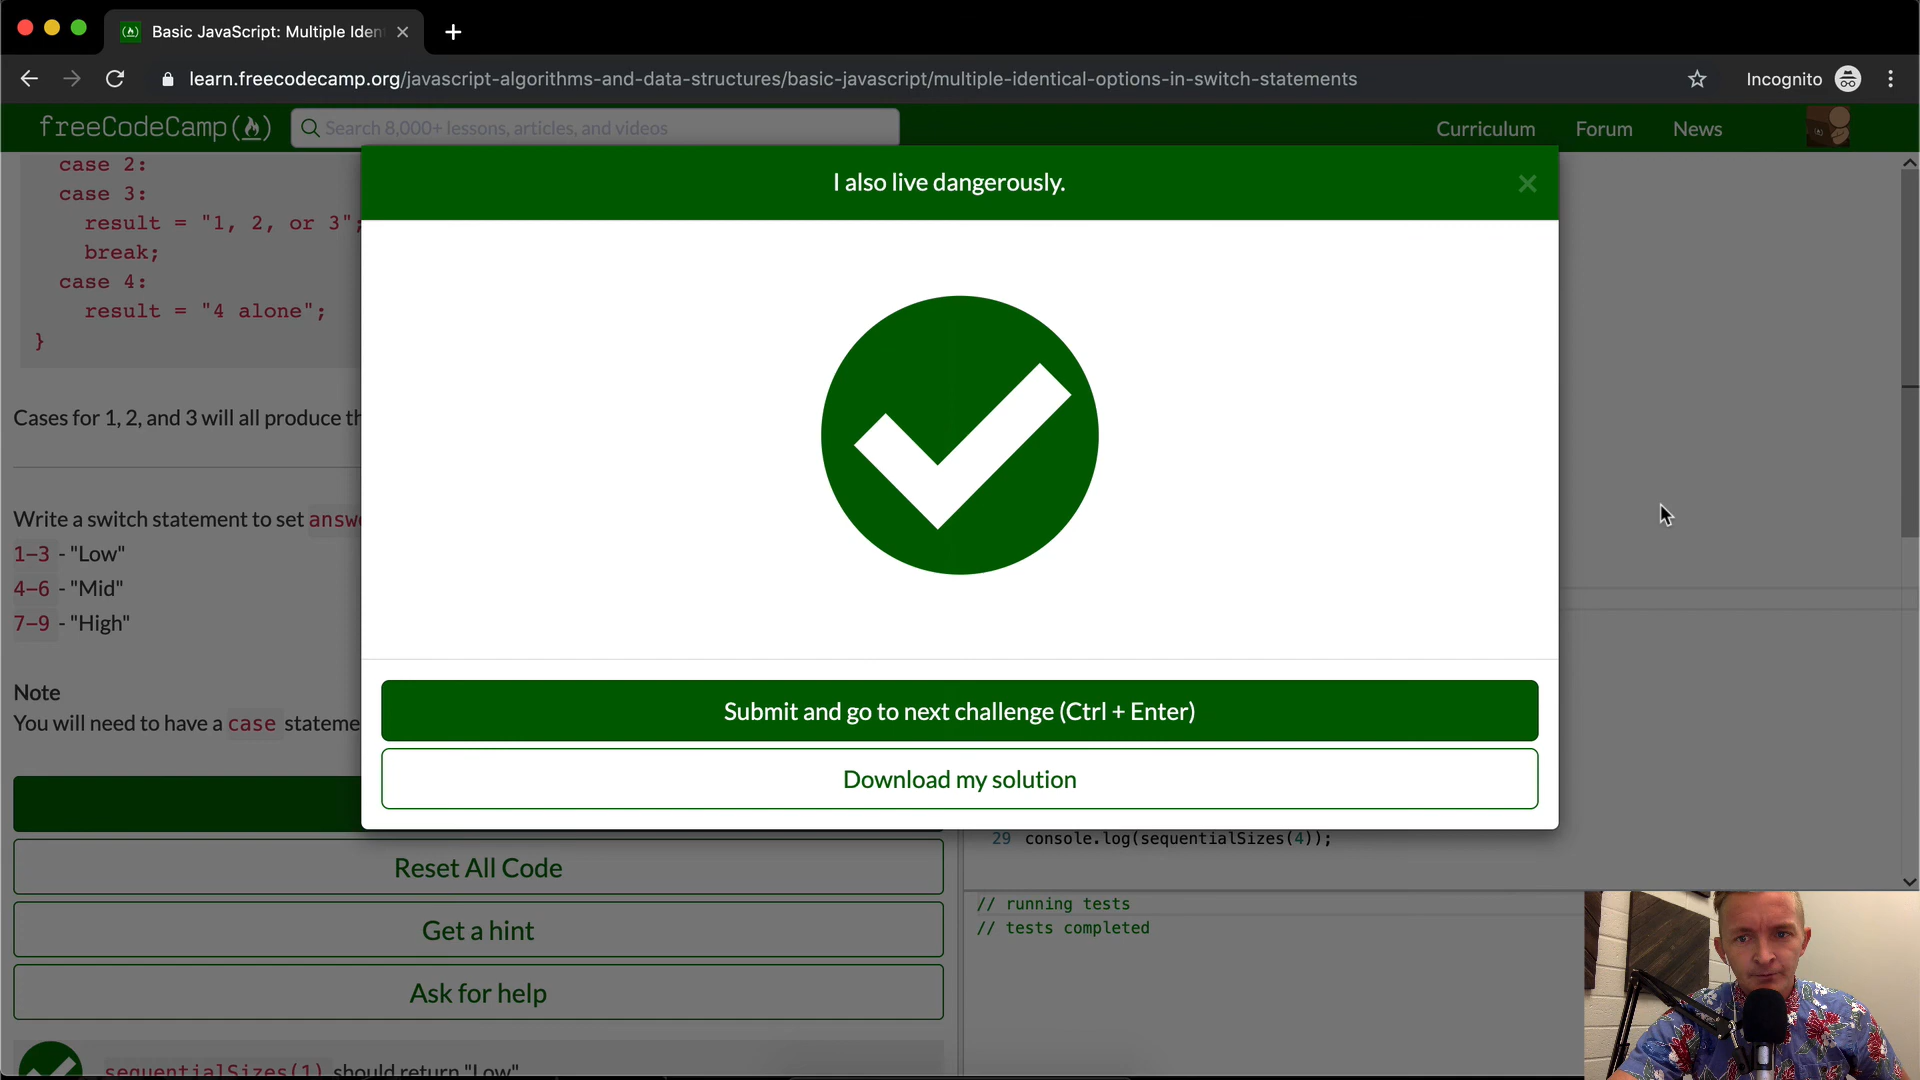 Basic JavaScript: Multiple Iden
learn.freecodecamp.org/javascript-algorithms-and-data-structures/basic-javascript/multiple-identical-options-in-switch-statements
Incognito
freeCodeCamp
Search 8,000+ lessons, articles, and videos
Curriculum
Forum
News
case 2:
case 3:
result = "1, 2, or 3";
break;
case 4:
result = "4 alone";
}
Cases for 1, 2, and 3 will all produce th
Write a switch statement to set answe
1-3 - "Low"
4-6 - "Mid"
7-9 - "High"
Note
You will need to have a case stateme
I also live dangerously.
×
Submit and go to next challenge (Ctrl + Enter)
Download my solution
Reset All Code
Get a hint
Ask for help
sequentialSizes(1) should return "Low"
29 console.log(sequentialSizes(4));
// running tests
// tests completed